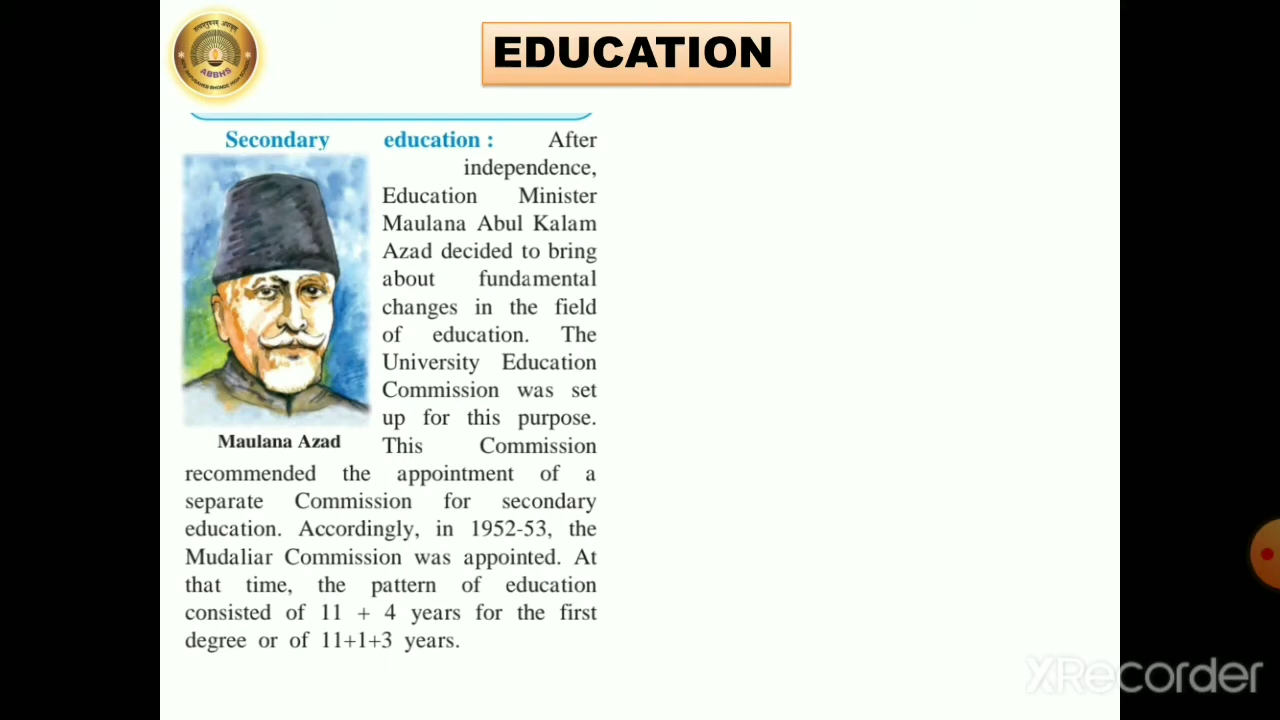 EDUCATION
ABBHS
Secondary education : After
independence,
Education Minister
Maulana Abul Kalam
Azad decided to bring
about fundamental
changes in the field
of education. The
University Education
Commission was set
up for this purpose.
Maulana Azad
This Commission
recommended the appointment of a
separate Commission for secondary
education. Accordingly, in 1952-53, the
Mudaliar Commission was appointed. At
that time, the pattern of education
consisted of 11 + 4 years for the first
degree or of 11+1+3 years.
XRecorder